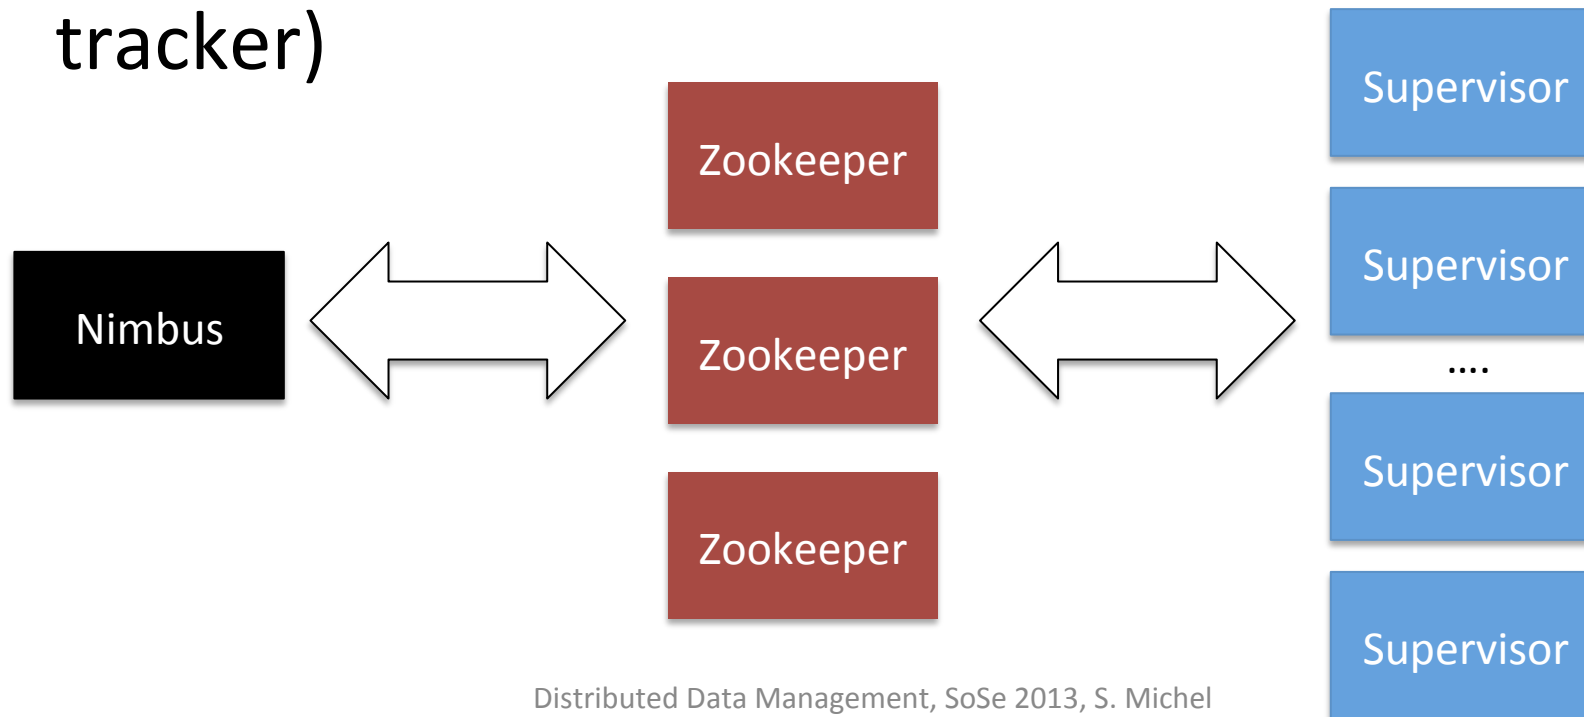 tracker)
Nimbus
Zookeeper
Zookeeper
Zookeeper
Supervisor
Supervisor
....
Supervisor
Supervisor
Distributed Data Management, SoSe 2013, S. Michel